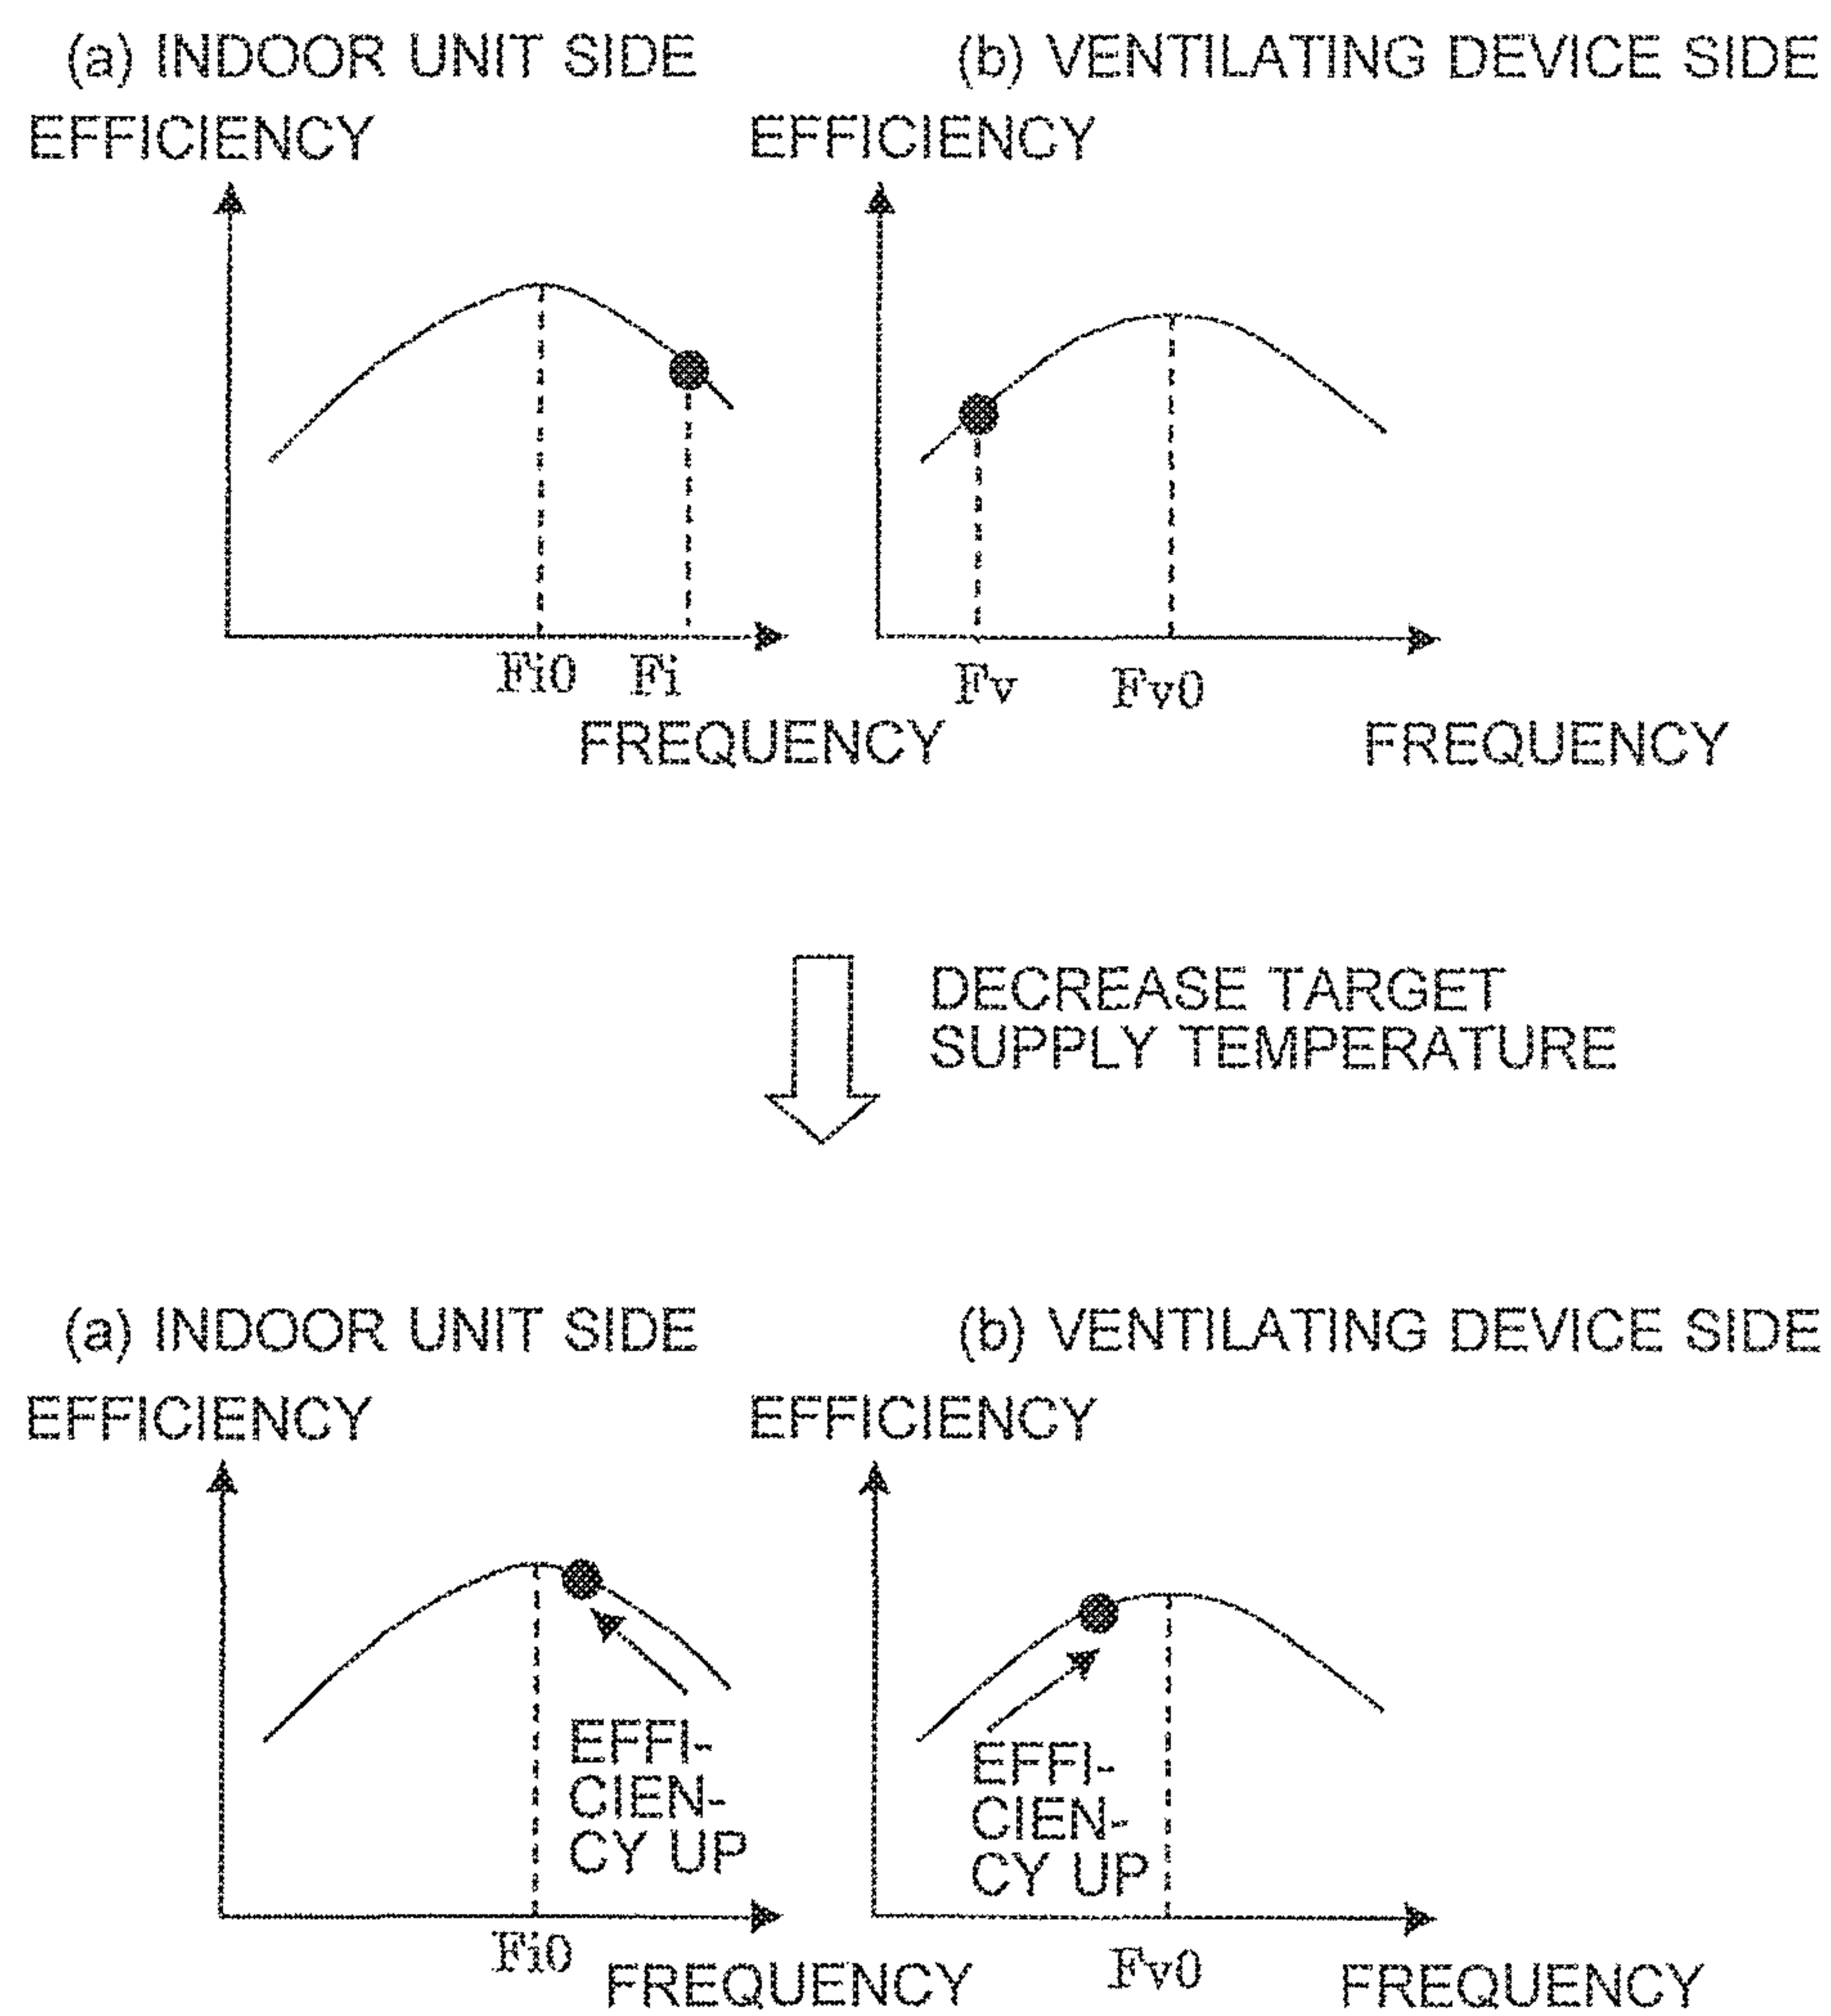 (a) INDOOR UNIT SIDE
(b) VENTILATING DEVICE SIDE
EFFICIENCY
EFFICIENCY
Fi0
Fi
Fv
Fv0
FREQUENCY
FREQUENCY
DECREASE TARGET
SUPPLY TEMPERATURE
(a) INDOOR UNIT SIDE
(b) VENTILATING DEVICE SIDE
EFFICIENCY
EFFICIENCY
EFFI-
CIEN-
CY UP
EFFI-
CIEN-
CY UP
Fi0
Fv0
FREQUENCY
FREQUENCY